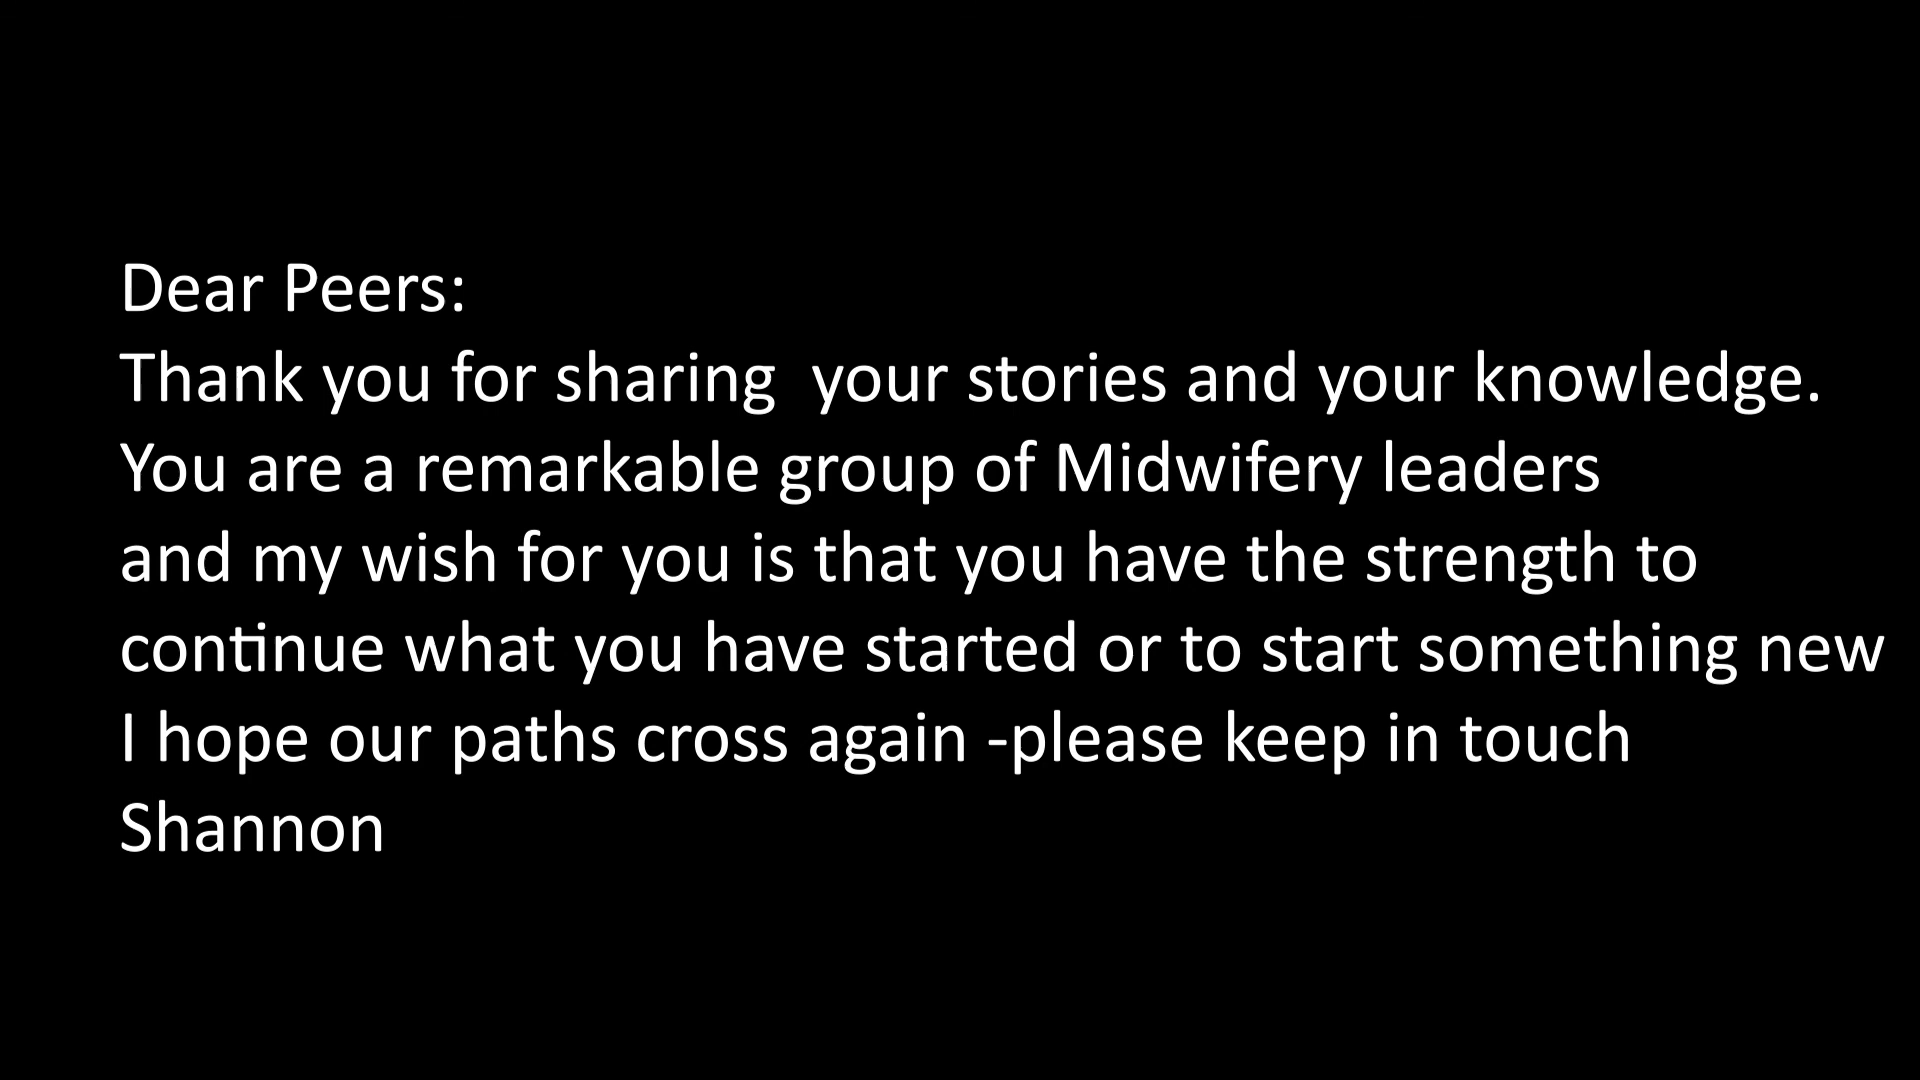 Dear Peers:
Thank you for sharing  your stories and your knowledge.
You are a remarkable group of Midwifery leaders
and my wish for you is that you have the strength to
continue what you have started or to start something new
I hope our paths cross again -please keep in touch
Shannon